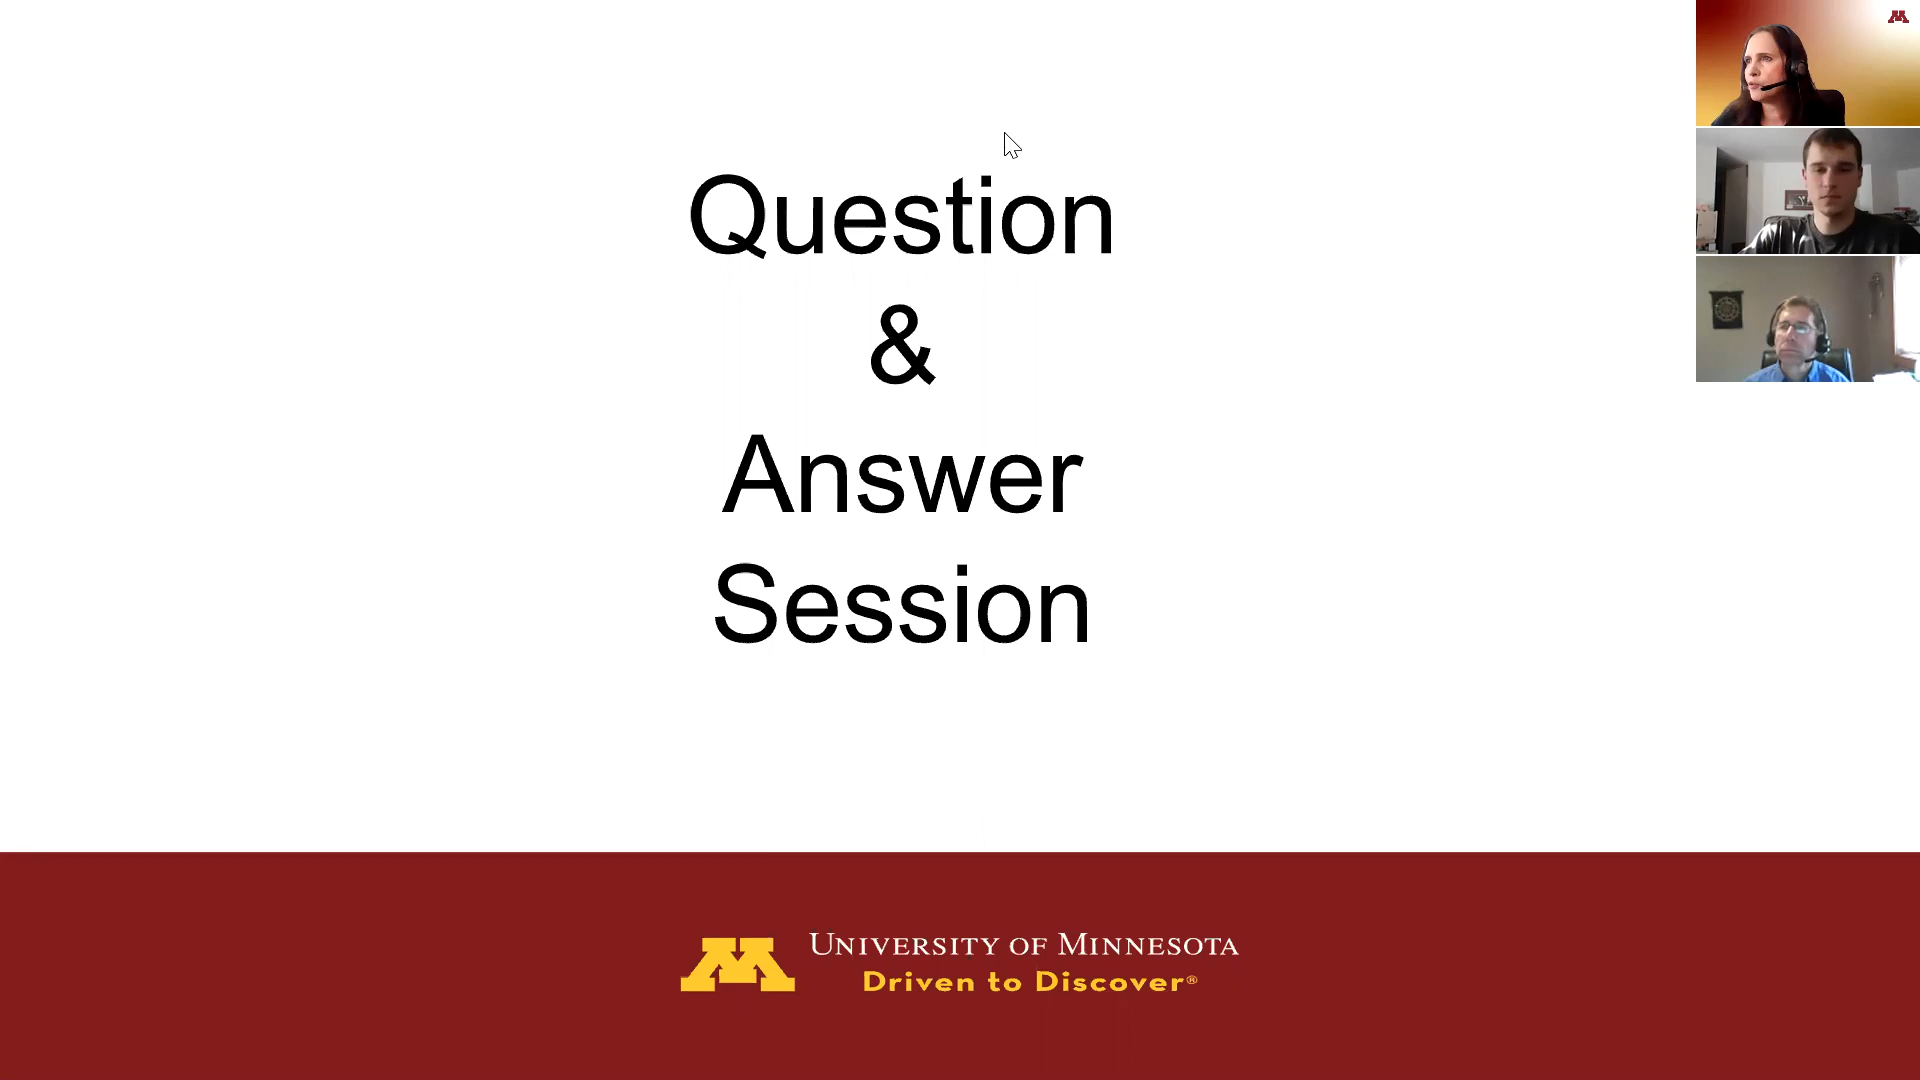 Question
&
Answer
Session
UNIVERSITY OF MINNESOTA
Driven to Discover®